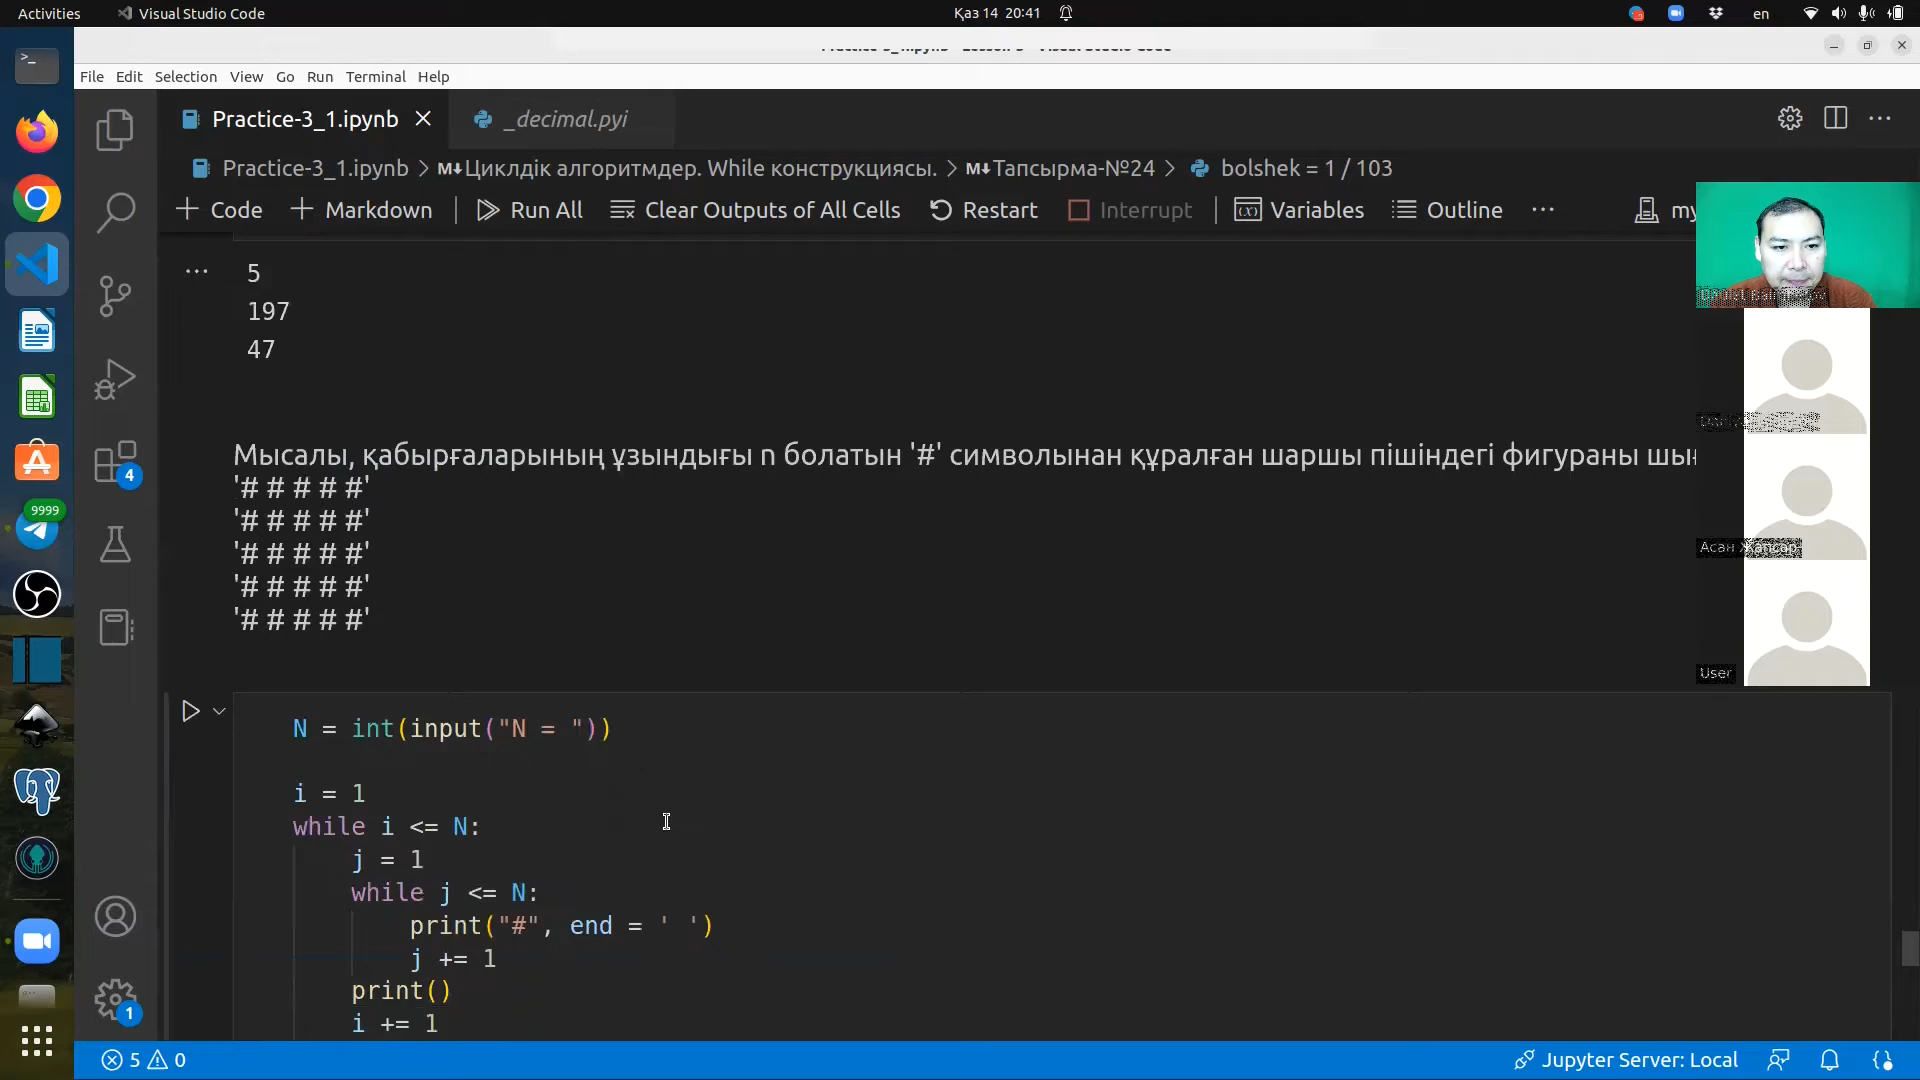 Activities
Visual Studio Code
Қаз 14 20:41
en
File Edit Selection View Go Run Terminal Help
Practice-3_1.ipynb
_decimal.pyi
Practice-3_1.ipynb > M↓Циклдік алгоритмдер. While конструкциясы. > M↓Тапсырма-№24 > bolshek = 1 / 103
+ Code + Markdown | Run All Clear Outputs of All Cells Restart Interrupt | Variables Outline ... my
... 5
197
47
Мысалы, қабырғаларының ұзындығы n болатын '#' символынан құралған шаршы пішіндегі фигураны
'# # # # #'
'# # # # #'
'# # # # #'
'# # # # #'
'# # # # #'
N = int(input("N = "))
i = 1
while i <= N:
j = 1
while j <= N:
print("#", end = ' ')
j += 1
print()
i += 1
Асан Жапсар
User
4
9999
1
5 0
Jupyter Server: Local